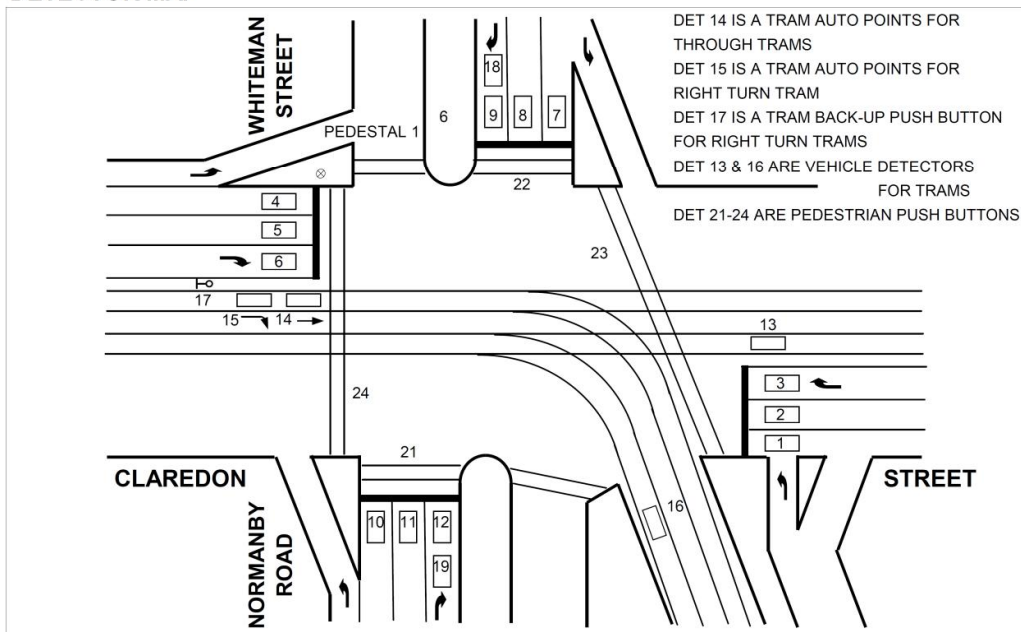 DET 14 IS A TRAM AUTO POINTS FOR
THROUGH TRAMS
DET 15 IS A TRAM AUTO POINTS FOR
RIGHT TURN TRAM
DET 17 IS A TRAM BACK-UP PUSH BUTTON
FOR RIGHT TURN TRAMS
DET 13 & 16 ARE VEHICLE DETECTORS
FOR TRAMS
DET 21-24 ARE PEDESTRIAN PUSH BUTTONS
WHITEMAN
STREET
PEDESTAL 1
6
18
9
8
7
22
4
5
6
23
17
15
14
13
3
2
1
24
21
CLAREDON
STREET
NORMANBY
ROAD
10
11
12
19
16